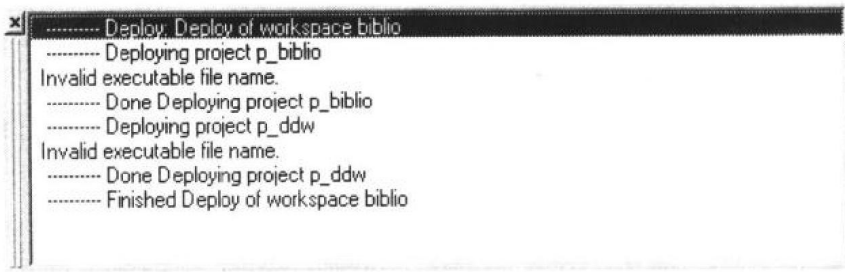 ---------- Deploy: Deploy of workspace biblio
---------- Deploying project p_biblio
Invalid executable file name.
---------- Done Deploying project p_biblio
---------- Deploying project p_ddw
Invalid executable file name.
---------- Done Deploying project p_ddw
---------- Finished Deploy of workspace biblio